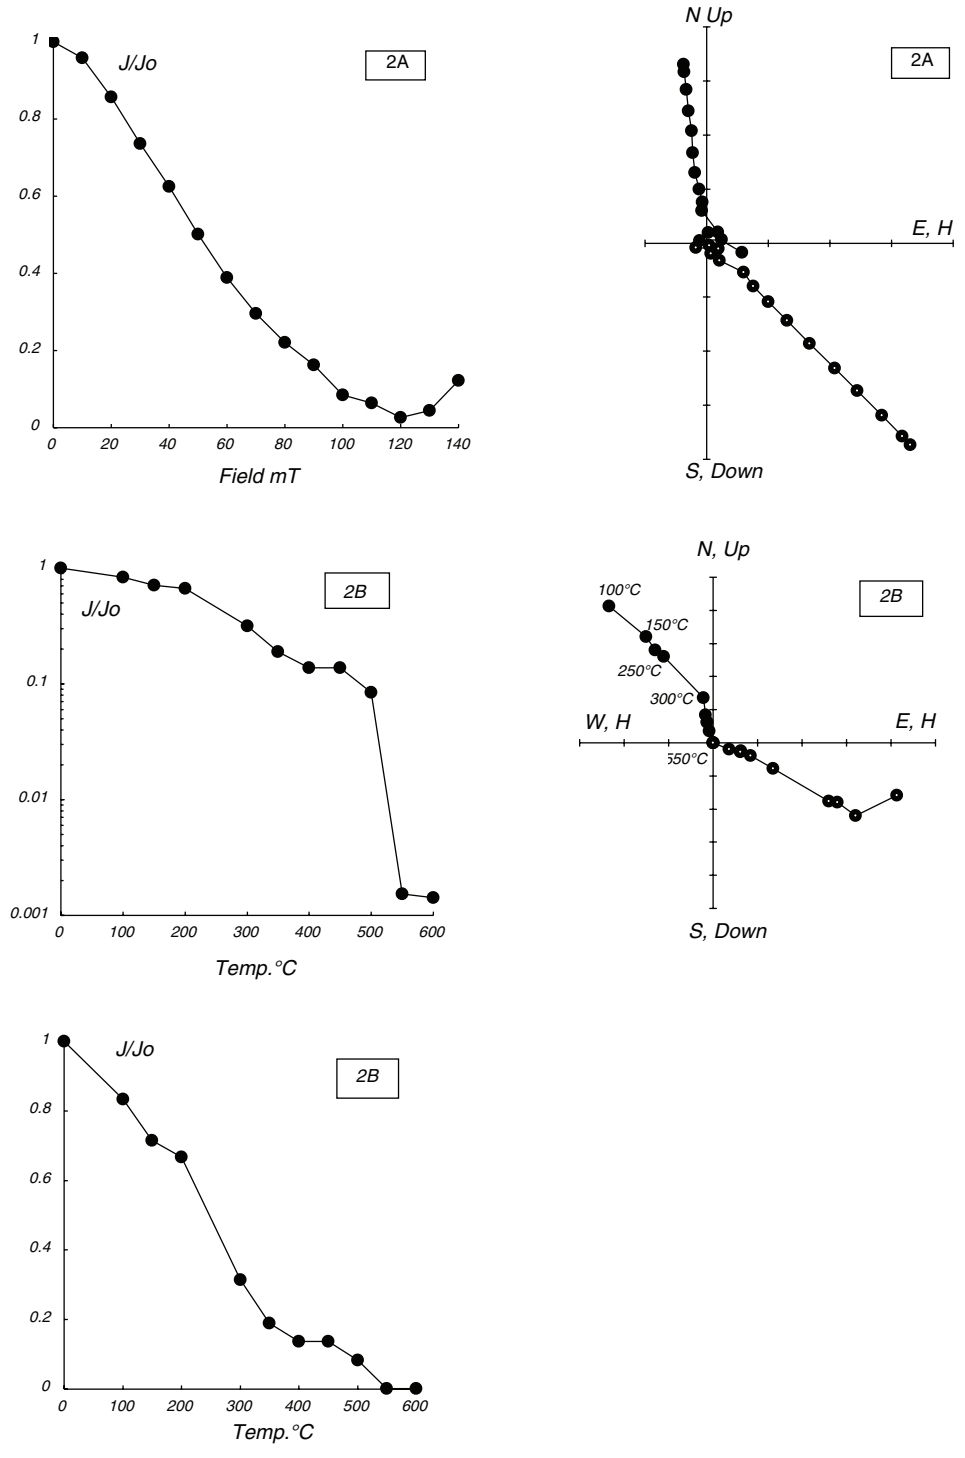 N Up
1
J/Jo
2A
2A
0.8
0.6
E, H
0.4
0.2
0
0 20 40 60 80 100 120 140
Field mT
S, Down
N, Up
1
J/Jo
2B
100°C
2B
150°C
250°C
0.1
300°C
W, H
E, H
550°C
0.01
0.001
0 100 200 300 400 500 600
Temp.°C
S, Down
1
J/Jo
2B
0.8
0.6
0.4
0.2
0
0 100 200 300 400 500 600
Temp.°C